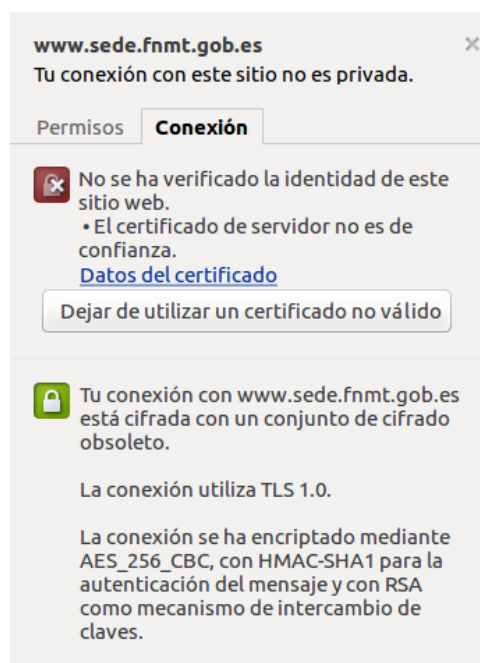 www.sede.fnmt.gob.es
Tu conexión con este sitio no es privada.
Permisos Conexión
No se ha verificado la identidad de este
sitio web.
• El certificado de servidor no es de
confianza.
Datos del certificado
Dejar de utilizar un certificado no válido
Tu conexión con www.sede.fnmt.gob.es
está cifrada con un conjunto de cifrado
obsoleto.
La conexión utiliza TLS 1.0.
La conexión se ha encriptado mediante
AES_256_CBC, con HMAC-SHA1 para la
autenticación del mensaje y con RSA
como mecanismo de intercambio de
claves.